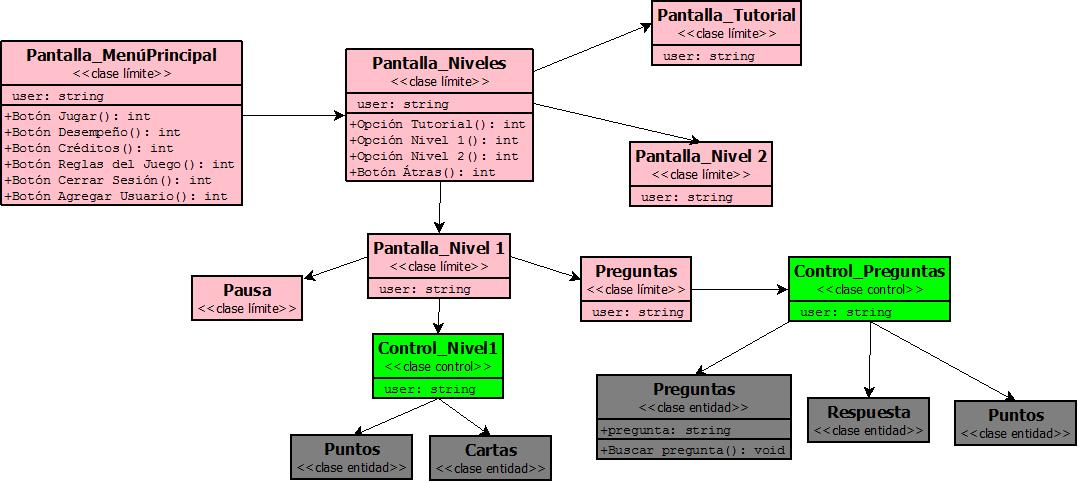 Pantalla_MenúPrincipal
<<clase límite>>
user: string
+Botón Jugar(): int
+Botón Desempeño(): int
+Botón Créditos(): int
+Botón Reglas del Juego(): int
+Botón Cerrar Sesión(): int
+Botón Agregar Usuario(): int
Pantalla_Niveles
<<clase límite>>
user: string
+Opción Tutorial(): int
+Opción Nivel 1(): int
+Opción Nivel 2(): int
+Botón Átras(): int
Pantalla_Tutorial
<<clase límite>>
user: string
Pantalla_Nivel 2
<<clase límite>>
user: string
Pantalla_Nivel 1
<<clase límite>>
user: string
Pausa
<<clase límite>>
Preguntas
<<clase límite>>
user: string
Control_Preguntas
<<clase control>>
user: string
Control_Nivel1
<<clase control>>
user: string
Puntos
<<clase entidad>>
Cartas
<<clase entidad>>
Preguntas
<<clase entidad>>
+pregunta: string
+Buscar pregunta(): void
Respuesta
<<clase entidad>>
Puntos
<<clase entidad>>